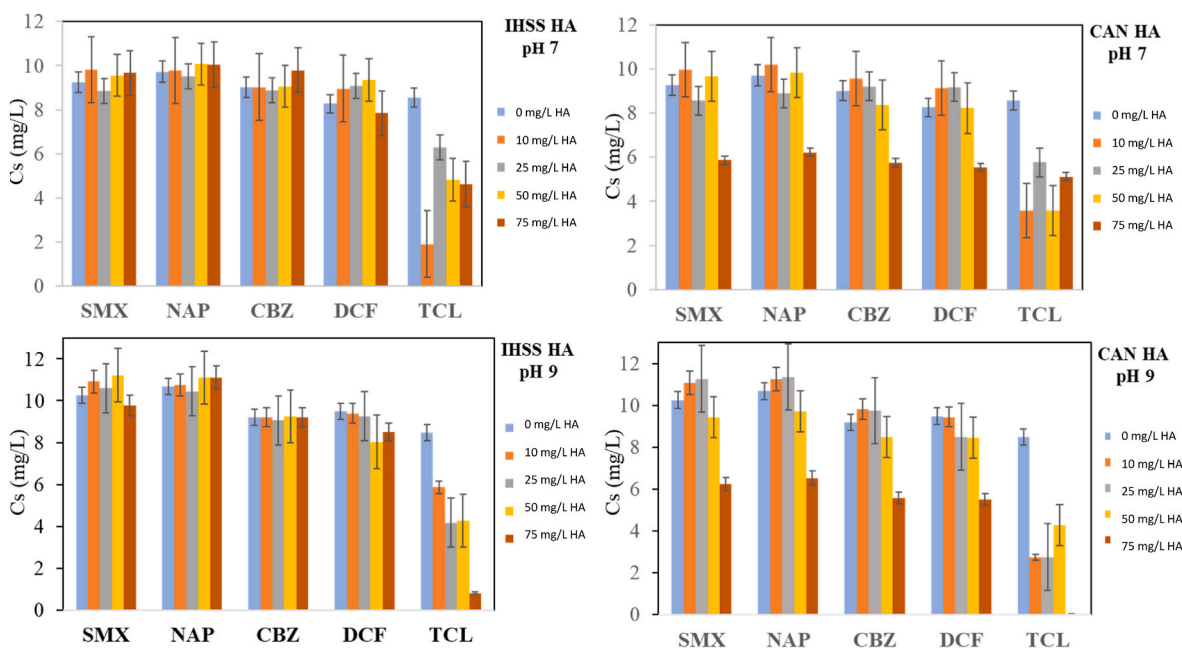 IHSS HA
pH 7
Cs (mg/L)
12
10
8
6
4
2
0
SMX NAP CBZ DCF TCL
0 mg/L HA
10 mg/L HA
25 mg/L HA
50 mg/L HA
75 mg/L HA
CAN HA
pH 7
Cs (mg/L)
12
10
8
6
4
2
0
SMX NAP CBZ DCF TCL
0 mg/L HA
10 mg/L HA
25 mg/L HA
50 mg/L HA
75 mg/L HA
IHSS HA
pH 9
Cs (mg/L)
12
10
8
6
4
2
0
SMX NAP CBZ DCF TCL
0 mg/L HA
10 mg/L HA
25 mg/L HA
50 mg/L HA
75 mg/L HA
CAN HA
pH 9
Cs (mg/L)
12
10
8
6
4
2
0
SMX NAP CBZ DCF TCL
0 mg/L HA
10 mg/L HA
25 mg/L HA
50 mg/L HA
75 mg/L HA